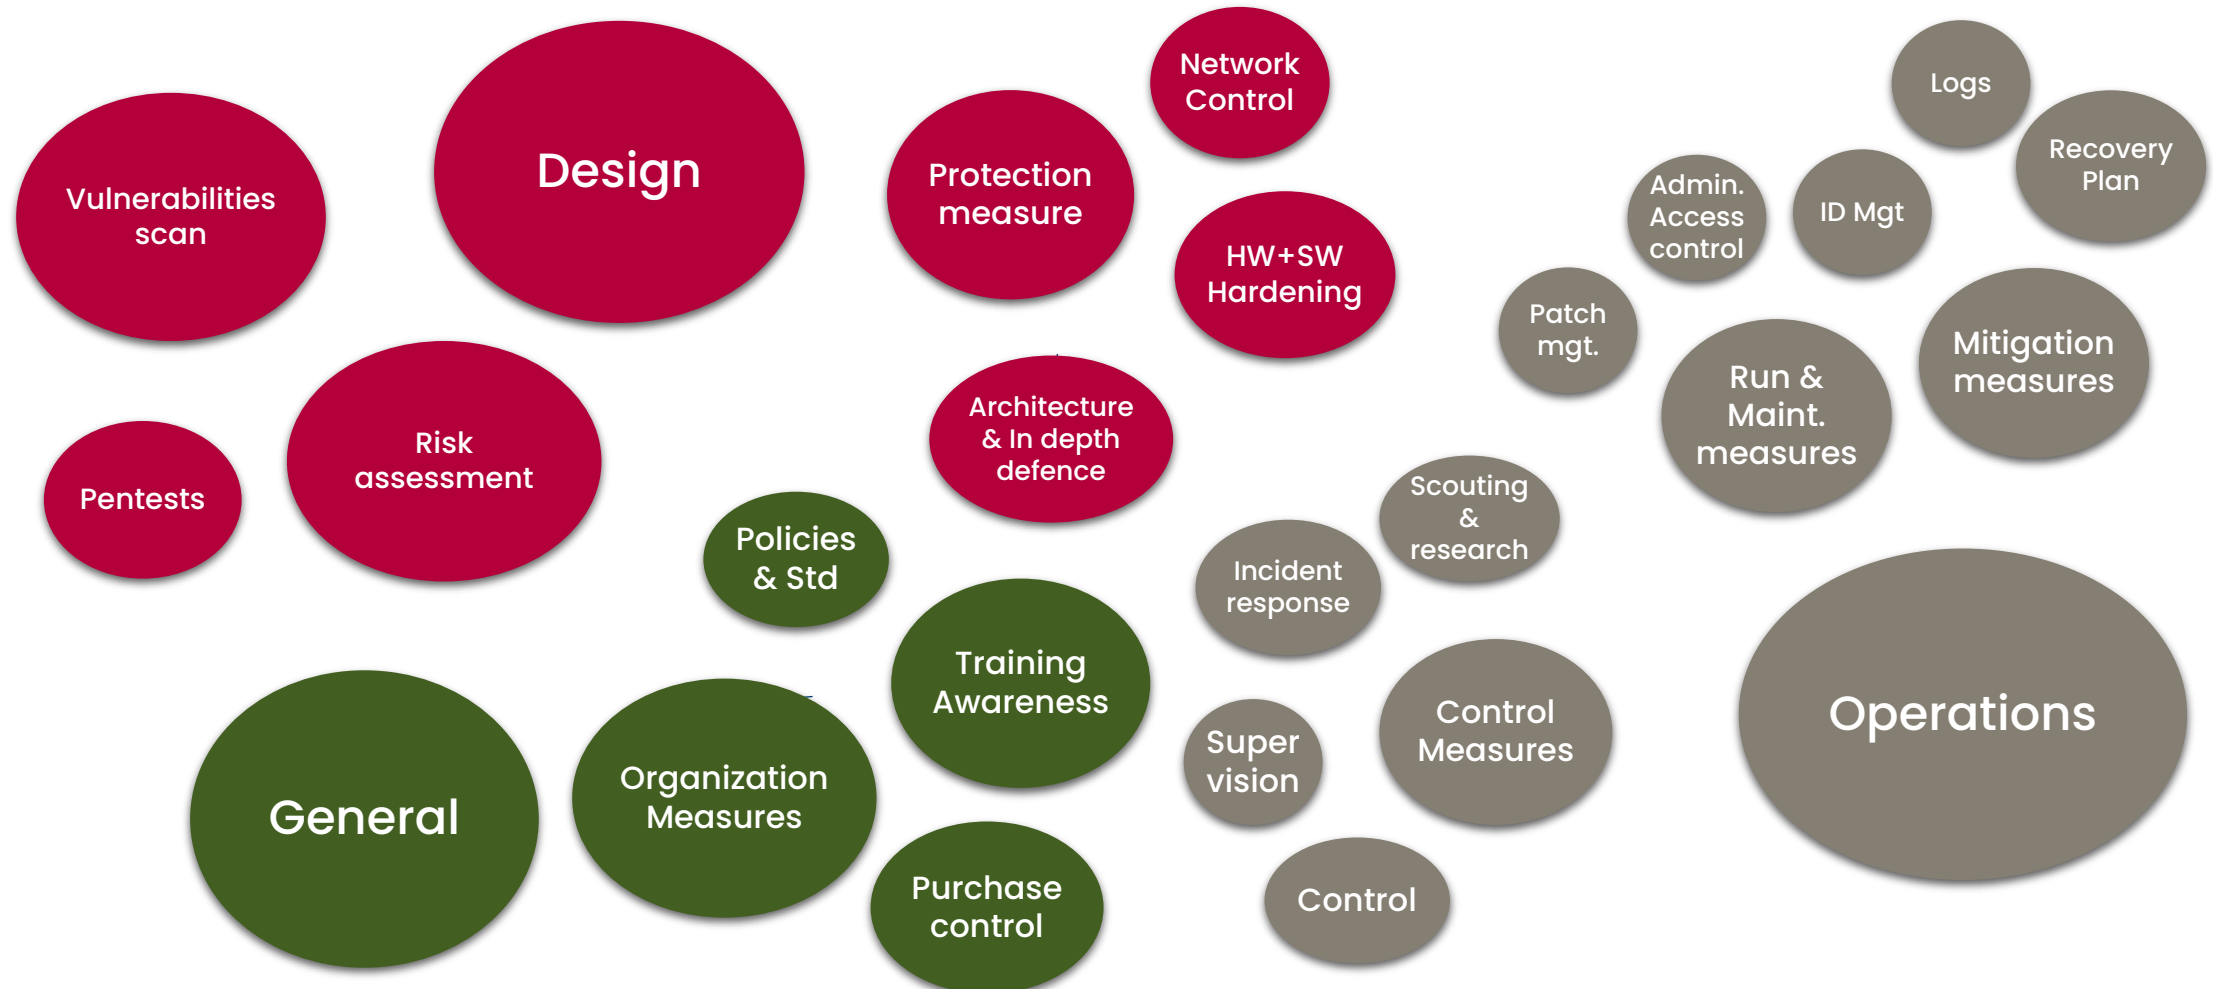 Vulnerabilities
scan
Design
Protection
measure
Network
Control
HW+SW
Hardening
Pentests
Risk
assessment
Architecture
& In depth
defence
Policies
& Std
General
Organization
Measures
Training
Awareness
Purchase
control
Logs
Recovery
Plan
Admin.
Access
control
ID Mgt
Patch
mgt.
Run &
Maint.
measures
Mitigation
measures
Scouting
&
research
Incident
response
Super
vision
Control
Measures
Control
Operations